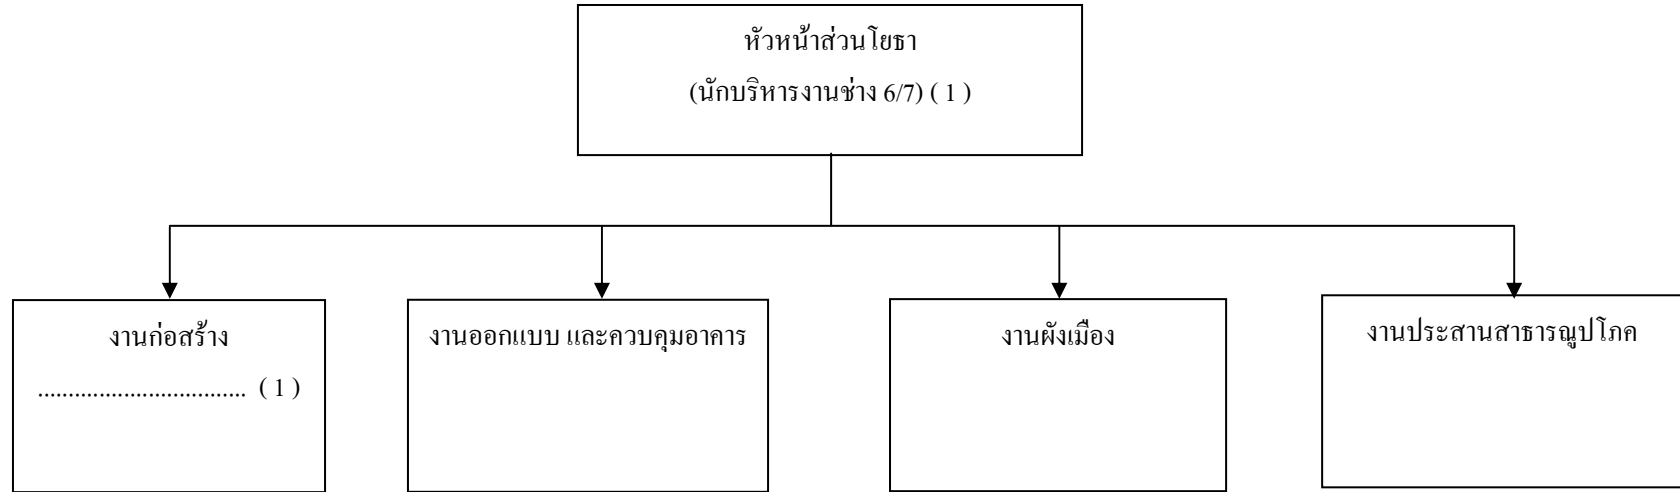 หัวหน้าส่วนโยธา
(นักบริหารงานช่าง 6/7) ( 1 )
งานก่อสร้าง
.................................. ( 1 )
งานออกแบบ และควบคุมอาคาร
งานผังเมือง
งานประสานสาธารณูปโภค